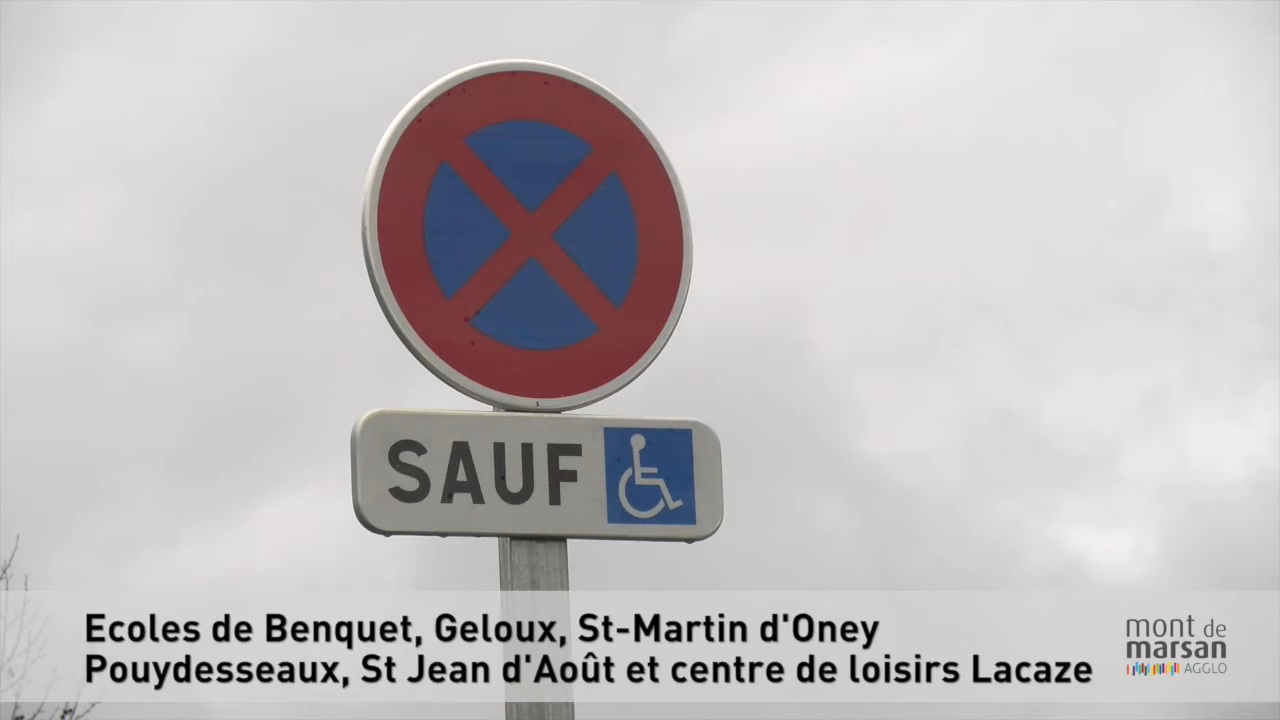 SAUF
Ecoles de Benquet, Geloux, St-Martin d'Oney
Pouydesseaux, St Jean d'Août et centre de loisirs Lacaze
mont de
marsan
AGGLO